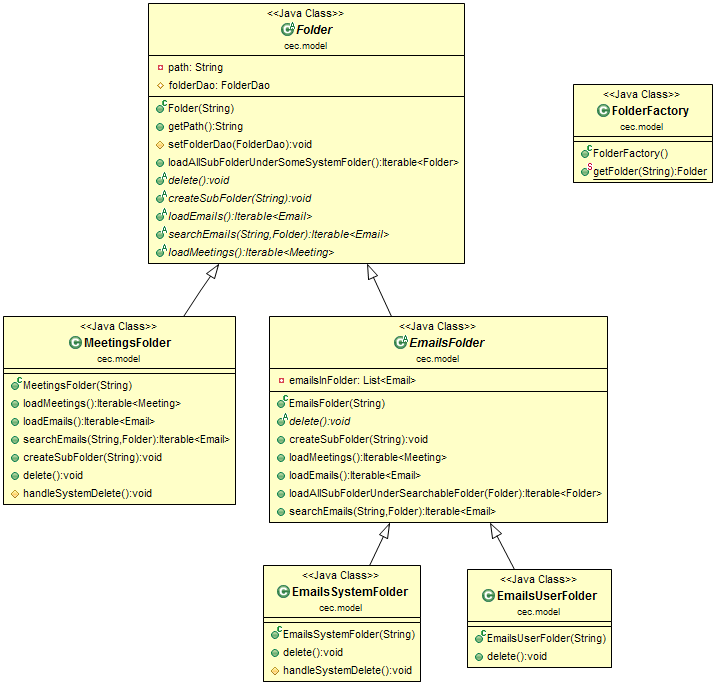 <<Java Class>>
Folder
cec.model
path: String
folderDao: FolderDao
Folder(String)
getPath():String
setFolderDao(FolderDao):void
loadAllSubFolderUnderSomeSystemFolder():Iterable<Folder>
delete():void
createSubFolder(String):void
loadEmails():Iterable<Email>
searchEmails(String,Folder):Iterable<Email>
loadMeetings():Iterable<Meeting>
<<Java Class>>
FolderFactory
cec.model
FolderFactory()
getFolder(String):Folder
<<Java Class>>
MeetingsFolder
cec.model
MeetingsFolder(String)
loadMeetings():Iterable<Meeting>
loadEmails():Iterable<Email>
searchEmails(String,Folder):Iterable<Email>
createSubFolder(String):void
delete():void
handleSystemDelete():void
<<Java Class>>
EmailsFolder
cec.model
emailsInFolder: List<Email>
EmailsFolder(String)
delete():void
createSubFolder(String):void
loadMeetings():Iterable<Meeting>
loadEmails():Iterable<Email>
loadAllSubFolderUnderSearchableFolder(Folder):Iterable<Folder>
searchEmails(String,Folder):Iterable<Email>
<<Java Class>>
EmailsSystemFolder
cec.model
EmailsSystemFolder(String)
delete():void
handleSystemDelete():void
<<Java Class>>
EmailsUserFolder
cec.model
EmailsUserFolder(String)
delete():void